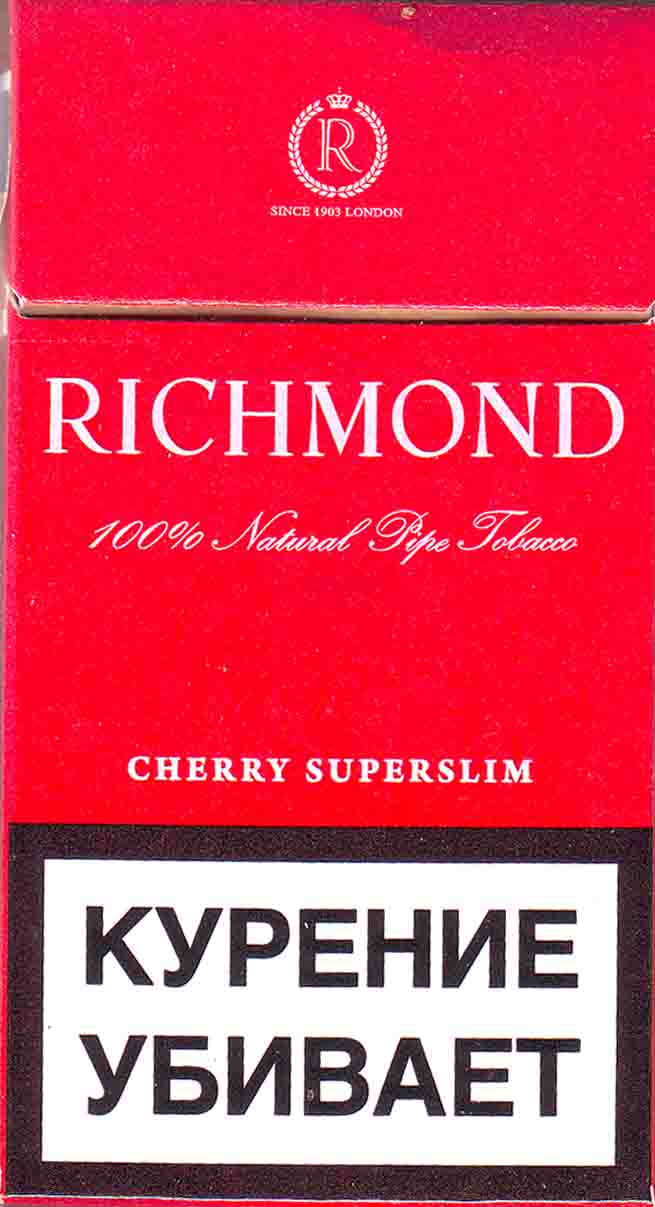 R
SINCE 1903 LONDON
RICHMOND
100% Natural Pipe Tobacco
CHERRY SUPERSLIM
КУРЕНИЕ
УБИВАЕТ